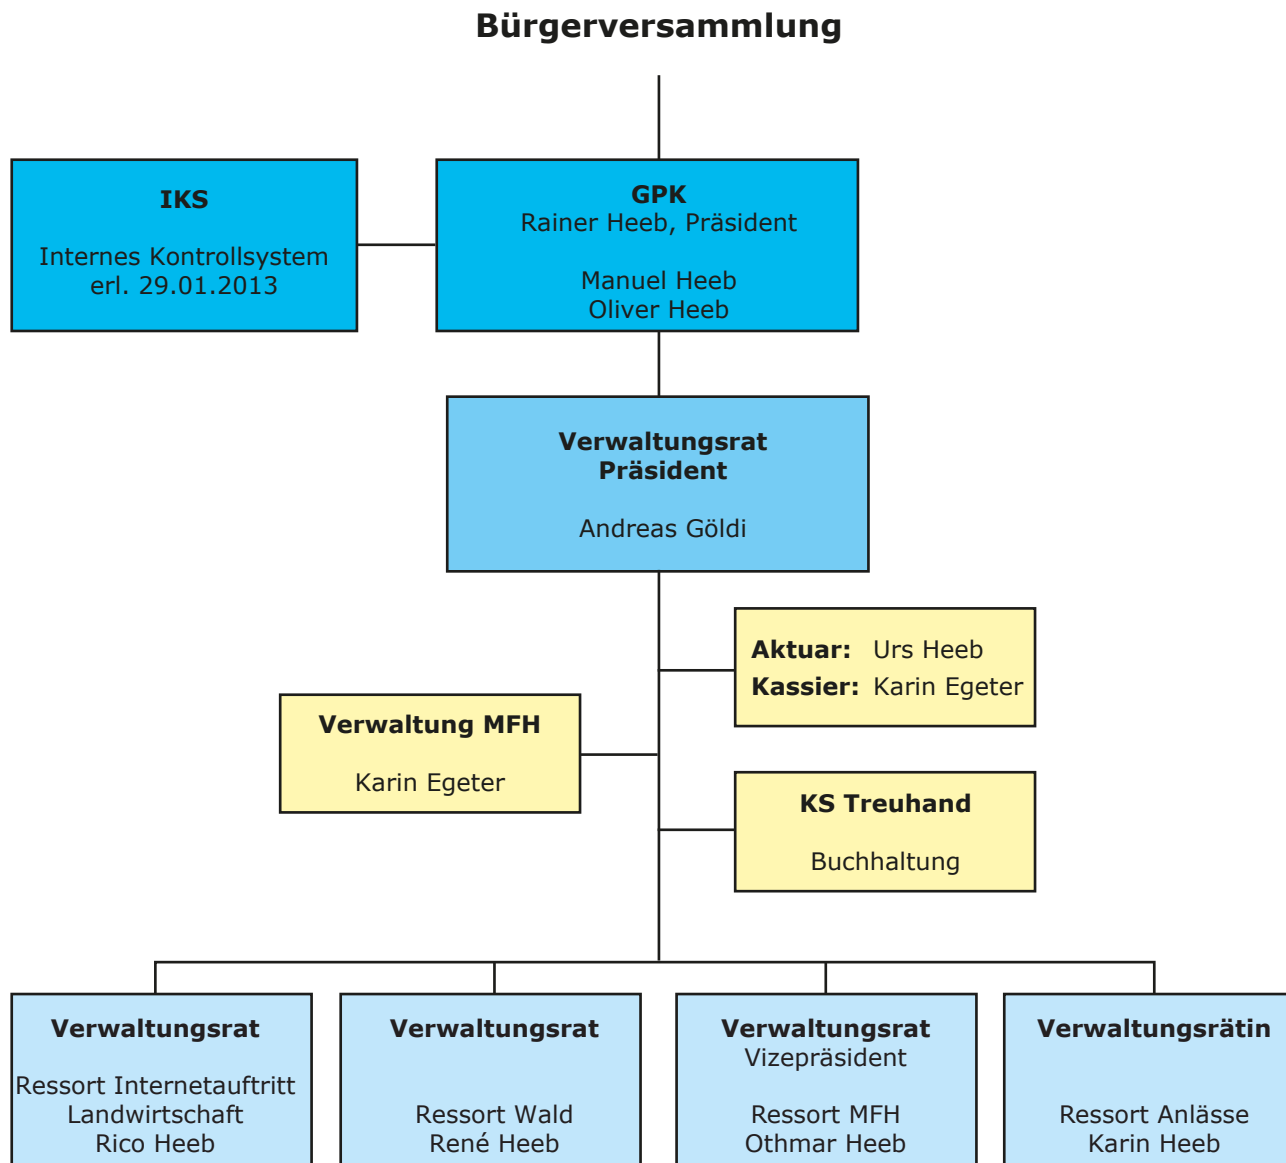 Bürgerversammlung
IKS
Internes Kontrollsystem
erl. 29.01.2013
GPK
Rainer Heeb, Präsident
Manuel Heeb
Oliver Heeb
Verwaltungsrat
Präsident
Andreas Göldi
Aktuar: Urs Heeb
Kassier: Karin Egeter
Verwaltung MFH
Karin Egeter
KS Treuhand
Buchhaltung
Verwaltungsrat
Ressort Internetauftritt
Landwirtschaft
Rico Heeb
Verwaltungsrat
Ressort Wald
René Heeb
Verwaltungsrat
Vizepräsident
Ressort MFH
Othmar Heeb
Verwaltungsrätin
Ressort Anlässe
Karin Heeb